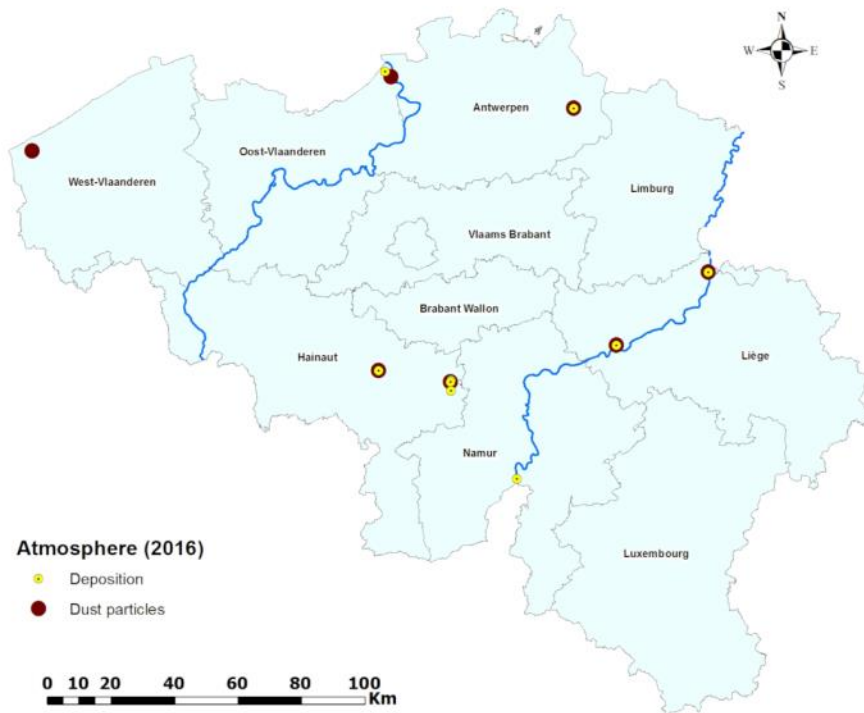 N
W E
S
Antwerpen
Oost-Vlaanderen
West-Vlaanderen
Limburg
Vlaams Brabant
Brabant Wallon
Hainaut
Liège
Namur
Luxembourg
Atmosphere (2016)
Deposition
Dust particles
0 10 20 40 60 80 100
Km